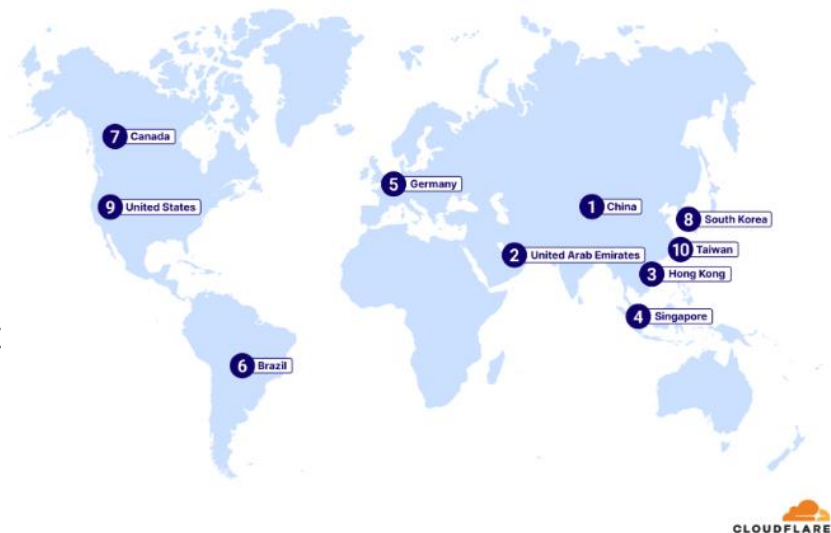 7 Canada
5 Germany
9 United States
1 China
8 South Korea
10 Taiwan
2 United Arab Emirates
3 Hong Kong
4 Singapore
6 Brazil
CLOUDFLARE